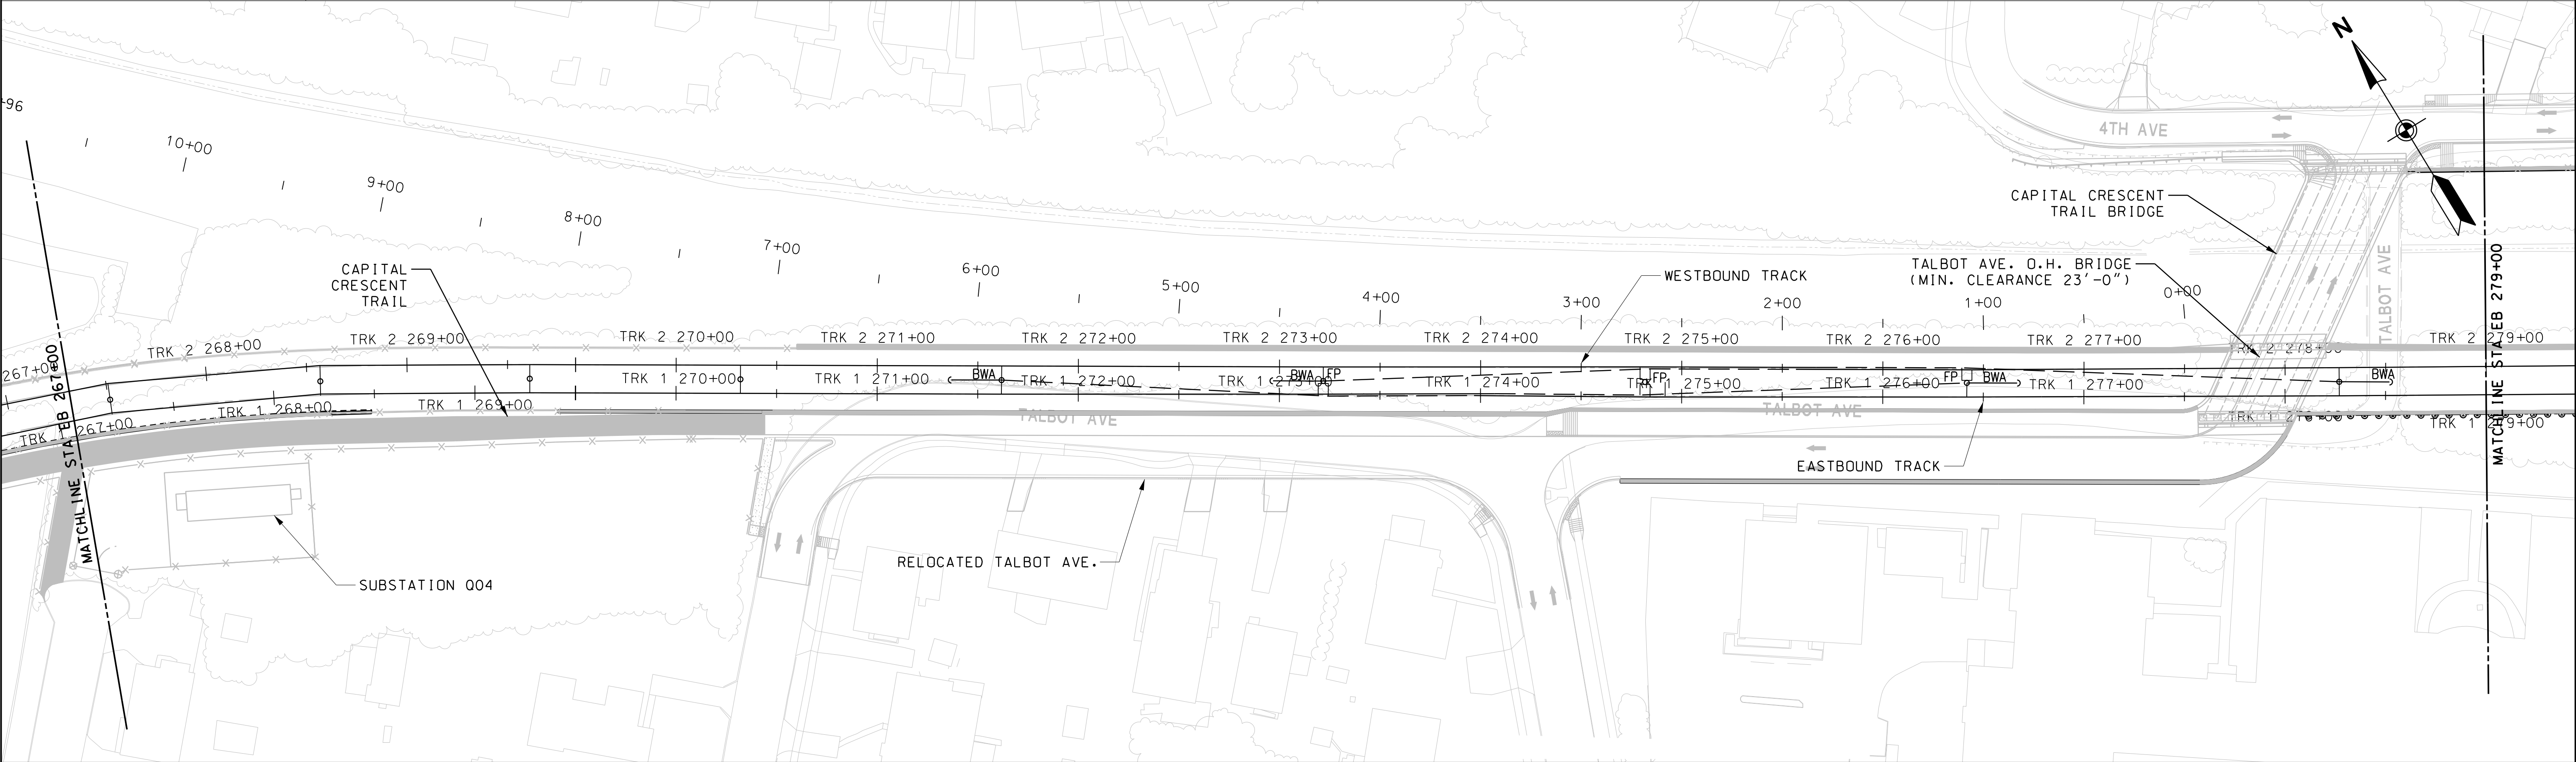 N
-96
10+00
9+00
8+00
7+00
6+00
5+00
4+00
3+00
2+00
1+00
0+00
4TH AVE
CAPITAL CRESCENT
TRAIL BRIDGE
TALBOT AVE. O.H. BRIDGE
(MIN. CLEARANCE 23'-0")
TALBOT AVE
MATCHLINE STA EB 279+00
CAPITAL
CRESCENT
TRAIL
WESTBOUND TRACK
267+00
TRK 2 268+00
TRK 2 269+00
TRK 2 270+00
TRK 2 271+00
TRK 2 272+00
TRK 2 273+00
TRK 2 274+00
TRK 2 275+00
TRK 2 276+00
TRK 2 277+00
TRK 2 278+00
TRK 2 279+00
MATCHLINE STA EB 267+00
TRK 1 267+00
TRK 1 268+00
TRK 1 269+00
TRK 1 270+00
TRK 1 271+00
BWA
TRK 1 272+00
BWA
FP
TRK 1 273+00
TRK 1 274+00
FP
TRK 1 275+00
TRK 1 276+00
FP
BWA
TRK 1 277+00
BWA
TRK 1 279+00
TALBOT AVE
TALBOT AVE
EASTBOUND TRACK
RELOCATED TALBOT AVE.
SUBSTATION Q04